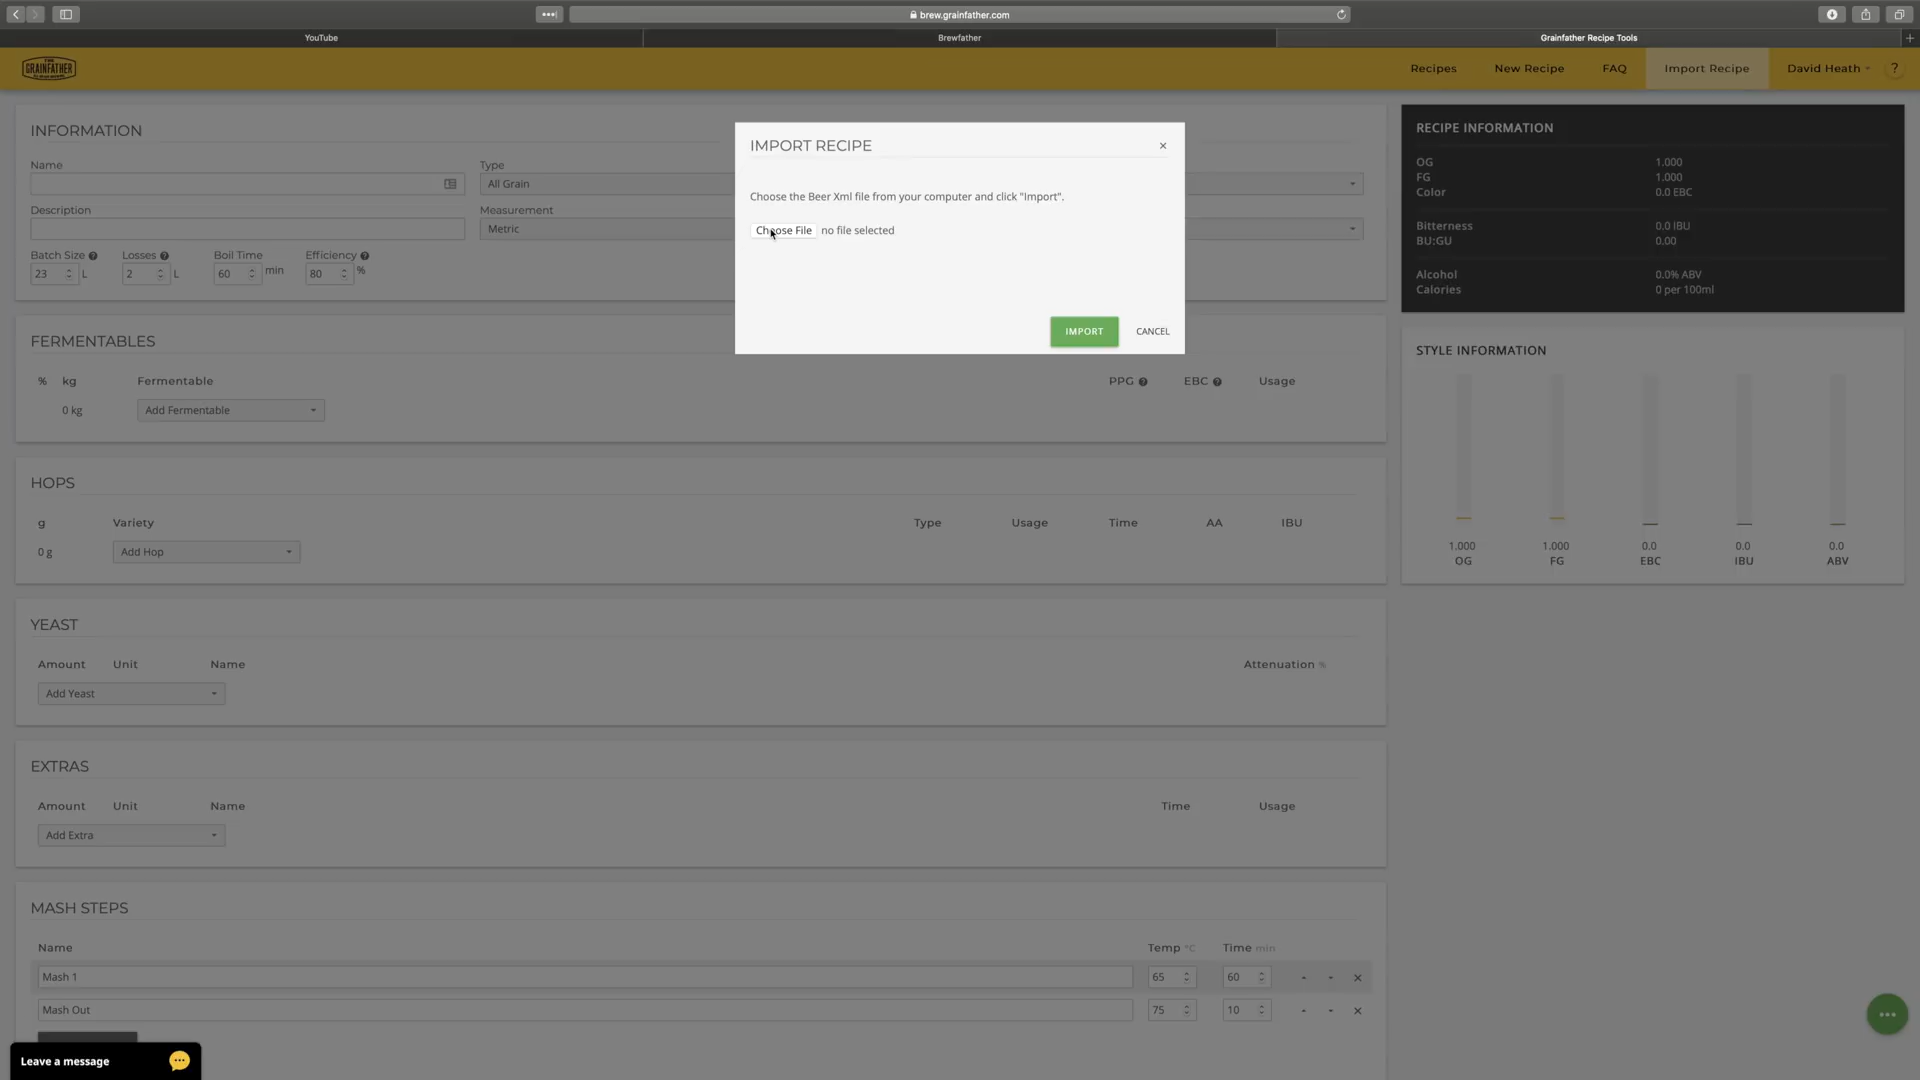 brew.grainfather.com
YouTube
Brewfather
Grainfather Recipe Tools
THE
GRAINFATHER
Recipes
New Recipe
FAQ
Import Recipe
David Heath
?
INFORMATION
Name
Type
All Grain
Description
Measurement
Metric
Batch Size ?
Losses ?
Boil Time
Efficiency ?
23 L
2 L
60 min
80 %
IMPORT RECIPE
×
Choose the Beer Xml file from your computer and click "Import".
Choose File no file selected
IMPORT
CANCEL
RECIPE INFORMATION
OG 1.000
FG 1.000
Color 0.0 EBC
Bitterness 0.0 IBU
BU:GU 0.00
Alcohol 0.0% ABV
Calories 0 per 100ml
STYLE INFORMATION
1.000 1.000 0.0 0.0 0.0
OG FG EBC IBU ABV
FERMENTABLES
% kg Fermentable PPG ? EBC ? Usage
0 kg Add Fermentable
HOPS
g Variety Type Usage Time AA IBU
0 g Add Hop
YEAST
Amount Unit Name Attenuation %
Add Yeast
EXTRAS
Amount Unit Name Time Usage
Add Extra
MASH STEPS
Name Temp °C Time min
Mash 1 65 60
Mash Out 75 10
Leave a message